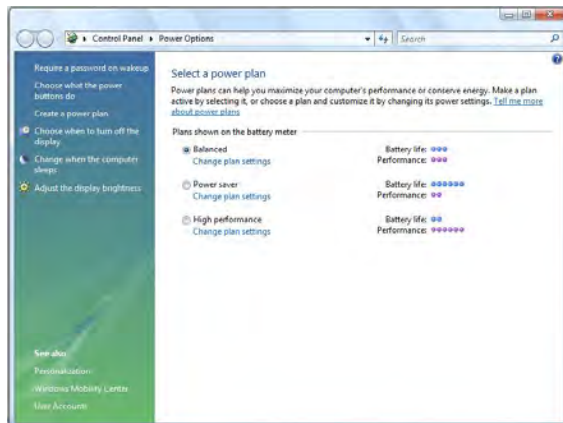 Control Panel ▸ Power Options
Search
Require a password on wakeup
Choose what the power
buttons do
Create a power plan
Choose when to turn off the
display
Change when the computer
sleeps
Adjust the display brightness
See also
Personalization
Windows Mobility Center
User Accounts
Select a power plan
Power plans can help you maximize your computer's performance or conserve energy. Make a plan
active by selecting it, or choose a plan and customize it by changing its power settings. Tell me more
about power plans
Plans shown on the battery meter
Balanced Battery life:
Change plan settings Performance:
Power saver Battery life:
Change plan settings Performance:
High performance Battery life:
Change plan settings Performance: